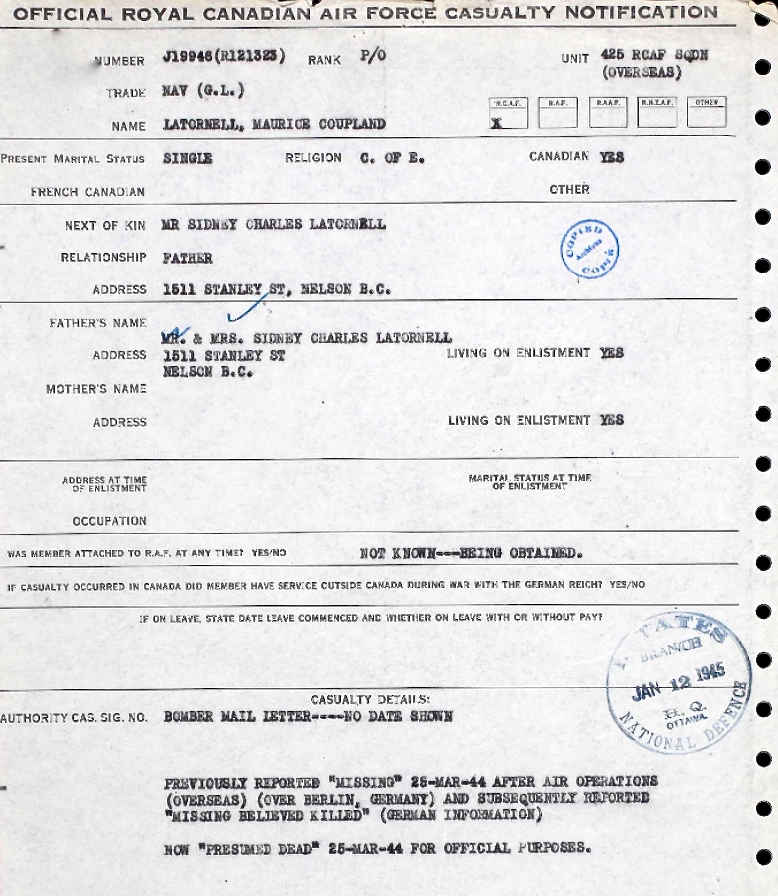 OFFICIAL ROYAL CANADIAN AIR FORCE CASUALTY NOTIFICATION
NUMBER J19946(R121323) RANK P/O UNIT 425 RCAF SQDN
(OVERSEAS)
TRADE NAV (G.L.)
R.C.A.F. R.A.F. R.A.A.F. R.N.Z.A.F. OTHER
NAME LATORNELL, MAURICE COUPLAND X
PRESENT MARITAL STATUS SINGLE RELIGION C. OF E. CANADIAN YES
FRENCH CANADIAN OTHER
NEXT OF KIN MR SIDNEY CHARLES LATORNELL
RELATIONSHIP FATHER
COPIED
Archives
COPIE
ADDRESS 1511 STANLEY ST, NELSON B.C.
FATHER'S NAME
MR. & MRS. SIDNEY CHARLES LATORNELL
ADDRESS 1511 STANLEY ST LIVING ON ENLISTMENT YES
NELSON B.C.
MOTHER'S NAME
ADDRESS LIVING ON ENLISTMENT YES
ADDRESS AT TIME MARITAL STATUS AT TIME
OF ENLISTMENT OF ENLISTMENT
OCCUPATION
WAS MEMBER ATTACHED TO R.A.F. AT ANY TIME? YES/NO NOT KNOWN---BEING OBTAINED.
IF CASUALTY OCCURRED IN CANADA DID MEMBER HAVE SERVICE OUTSIDE CANADA DURING WAR WITH THE GERMAN REICH? YES/NO
IF ON LEAVE, STATE DATE LEAVE COMMENCED AND WHETHER ON LEAVE WITH OR WITHOUT PAY?
TATES
BRANCH
JAN 12 1945
H.Q.
OTTAWA
NATIONAL DEFENCE
CASUALTY DETAILS:
AUTHORITY CAS. SIG. NO. BOMBER MAIL LETTER----NO DATE SHOWN
PREVIOUSLY REPORTED "MISSING" 25-MAR-44 AFTER AIR OPERATIONS
(OVERSEAS) (OVER BERLIN, GERMANY) AND SUBSEQUENTLY REPORTED
"MISSING BELIEVED KILLED" (GERMAN INFORMATION)
NOW "PRESUMED DEAD" 25-MAR-44 FOR OFFICIAL PURPOSES.